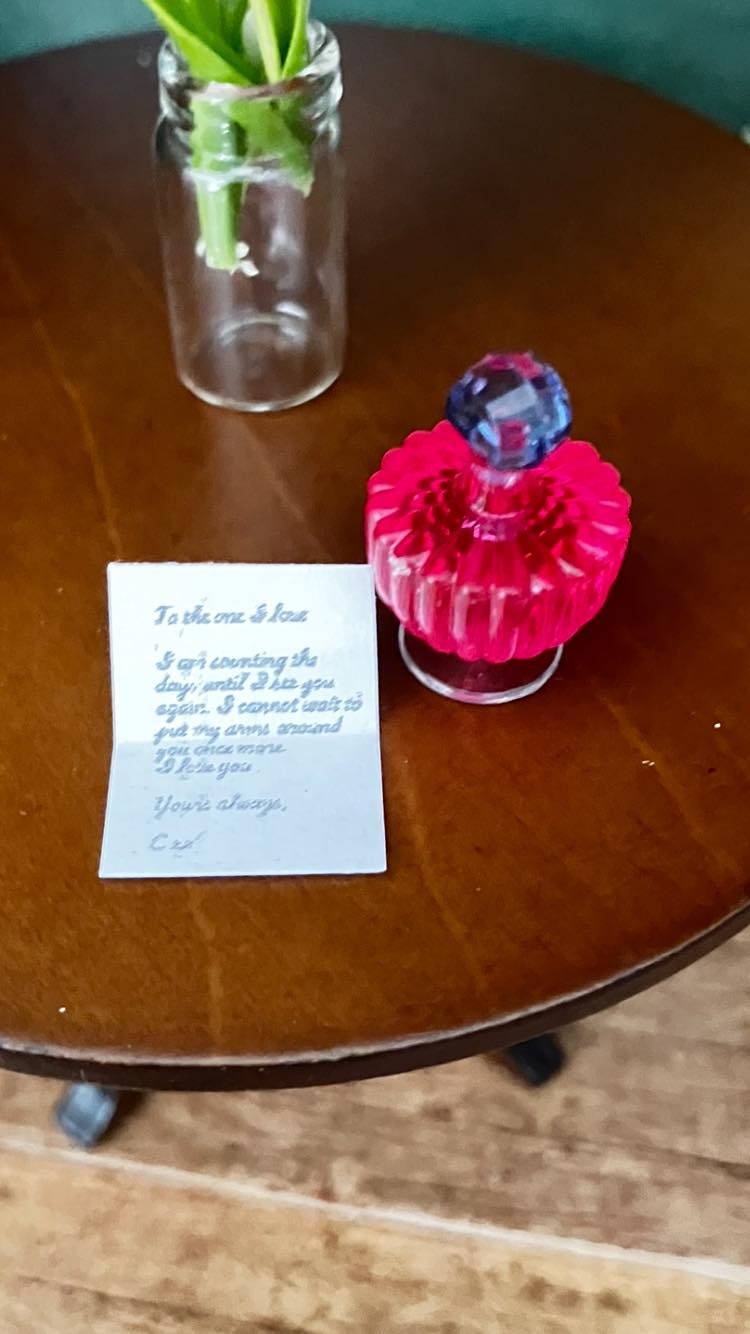 To the one I love
I am counting the
days until I see you
again. I cannot wait to
put my arms around
you once more
I love you
Yours always,